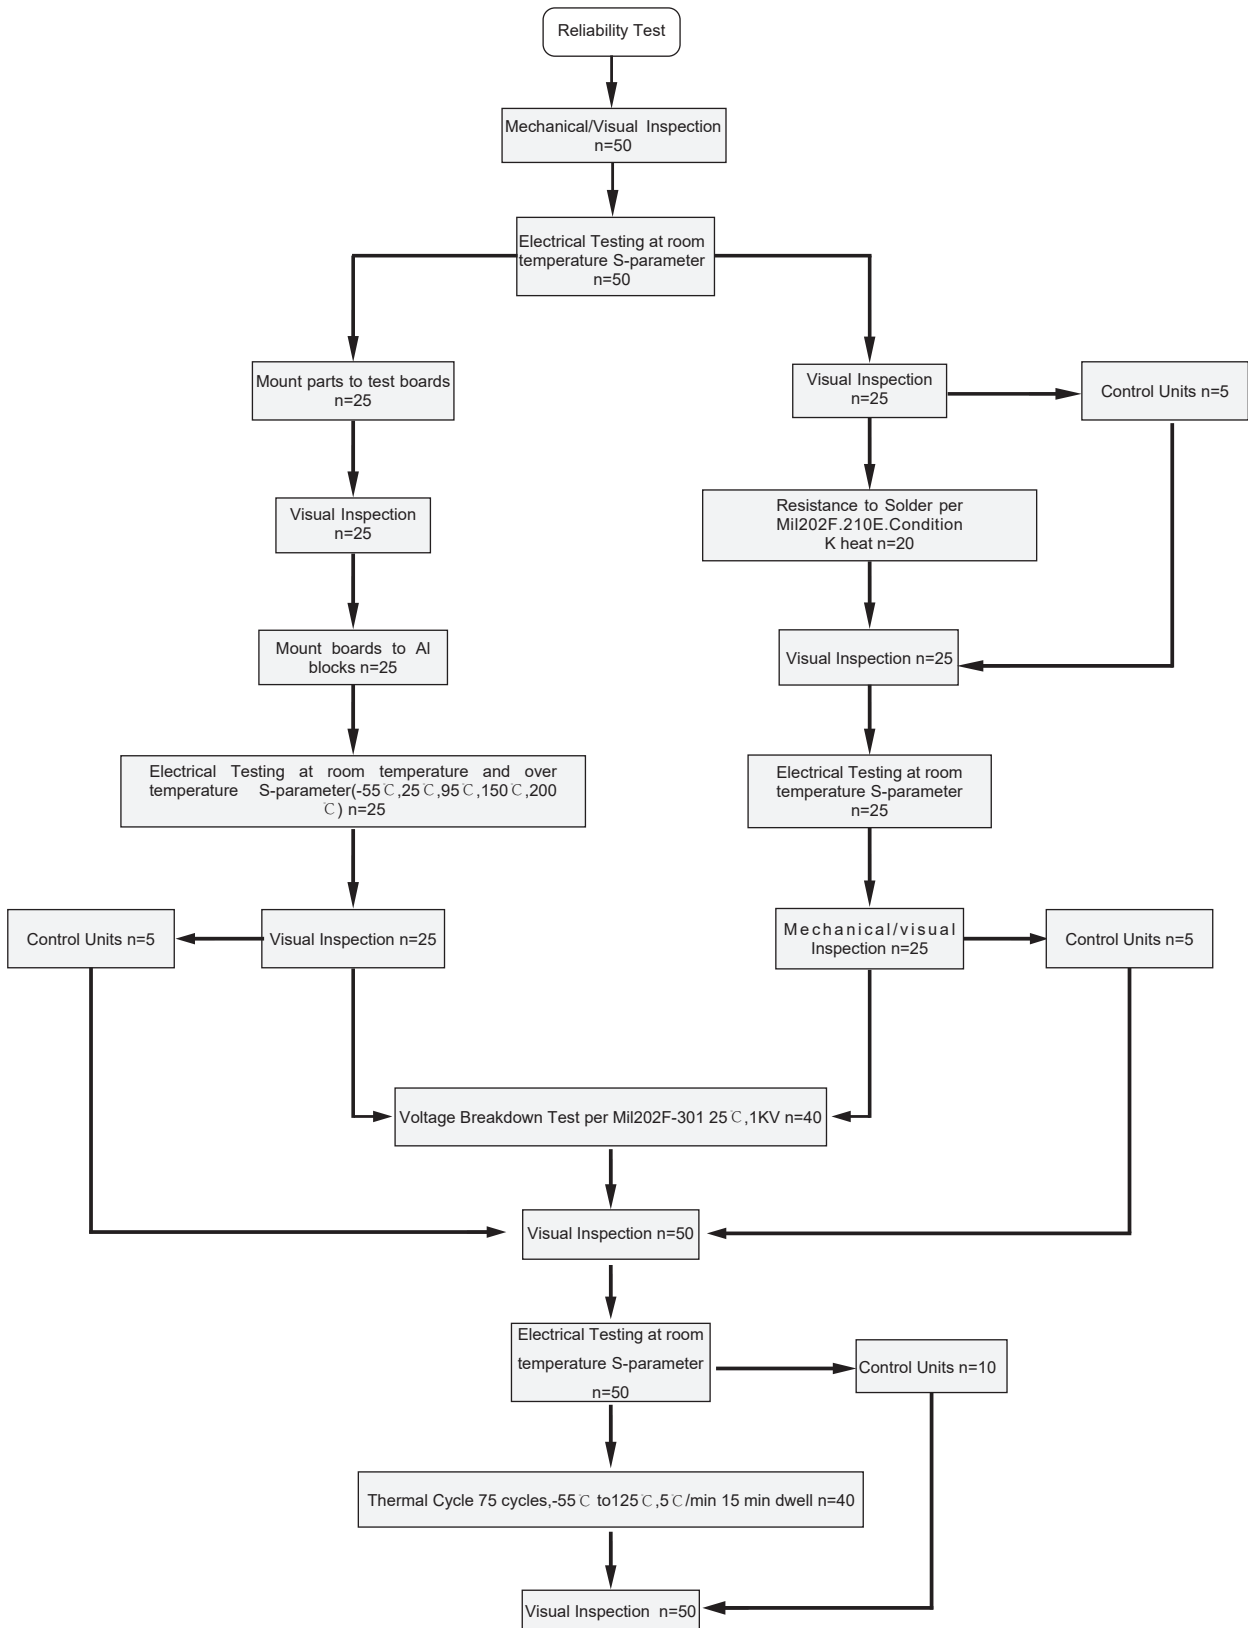 Reliability Test
Mechanical/Visual Inspection
n=50
Electrical Testing at room
temperature S-parameter
n=50
Mount parts to test boards
n=25
Visual Inspection
n=25
Control Units n=5
Visual Inspection
n=25
Resistance to Solder per
Mil202F.210E.Condition
K heat n=20
Mount boards to Al
blocks n=25
Visual Inspection n=25
Electrical Testing at room temperature and over
temperature S-parameter(-55℃,25℃,95℃,150℃,200
℃) n=25
Electrical Testing at room
temperature S-parameter
n=25
Control Units n=5
Visual Inspection n=25
Mechanical/visual
Inspection n=25
Control Units n=5
Voltage Breakdown Test per Mil202F-301 25℃,1KV n=40
Visual Inspection n=50
Electrical Testing at room
temperature S-parameter
n=50
Control Units n=10
Thermal Cycle 75 cycles,-55℃ to125℃,5℃/min 15 min dwell n=40
Visual Inspection n=50